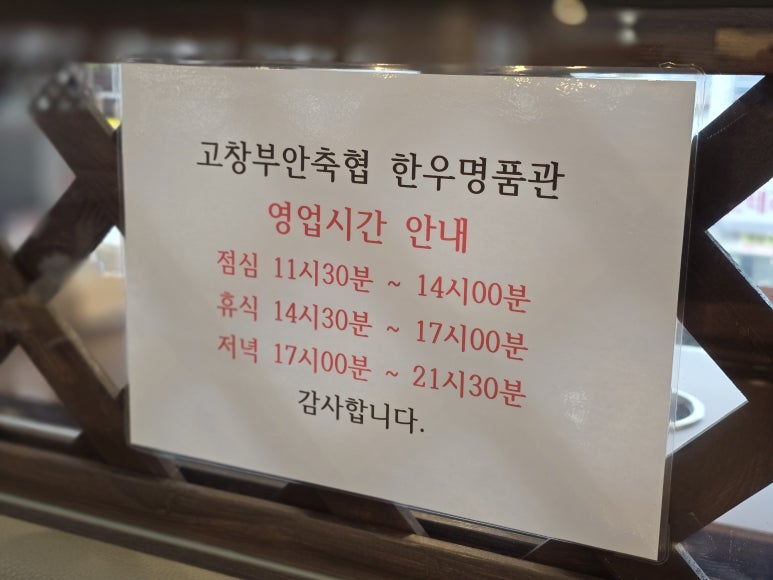 고창부안축협 한우명품관
영업시간 안내
점심 11시30분 ~ 14시00분
휴식 14시30분 ~ 17시00분
저녁 17시00분 ~ 21시30분
감사합니다.